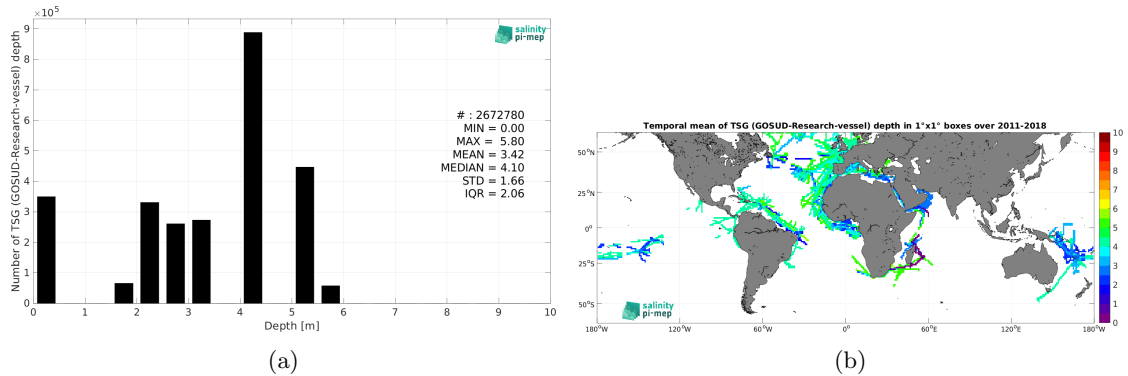 ×10⁵
9
8
7
6
5
4
3
2
1
0
Number of TSG (GOSUD-Research-vessel) depth
salinity
pi-mep
# : 2672780
MIN = 0.00
MAX = 5.80
MEAN = 3.42
MEDIAN = 4.10
STD = 1.66
IQR = 2.06
0 1 2 3 4 5 6 7 8 9 10
Depth [m]
(a)
Temporal mean of TSG (GOSUD-Research-vessel) depth in 1°x1° boxes over 2011-2018
50°N
25°N
0°
25°S
50°S
salinity
pi-mep
180°W 120°W 60°W 0° 60°E 120°E 180°W
10
9
8
7
6
5
4
3
2
1
0
(b)